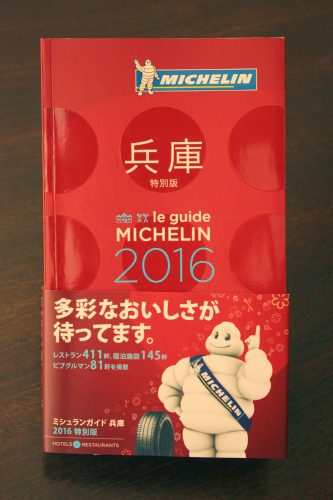 MICHELIN
兵庫
特別版
le guide
MICHELIN
2016
多彩なおいしさが
待ってます。
レストラン411軒、宿泊施設145軒
ビブグルマン81軒を掲載
MICHELIN
ミシュランガイド 兵庫
2016 特別版
HOTELS RESTAURANTS